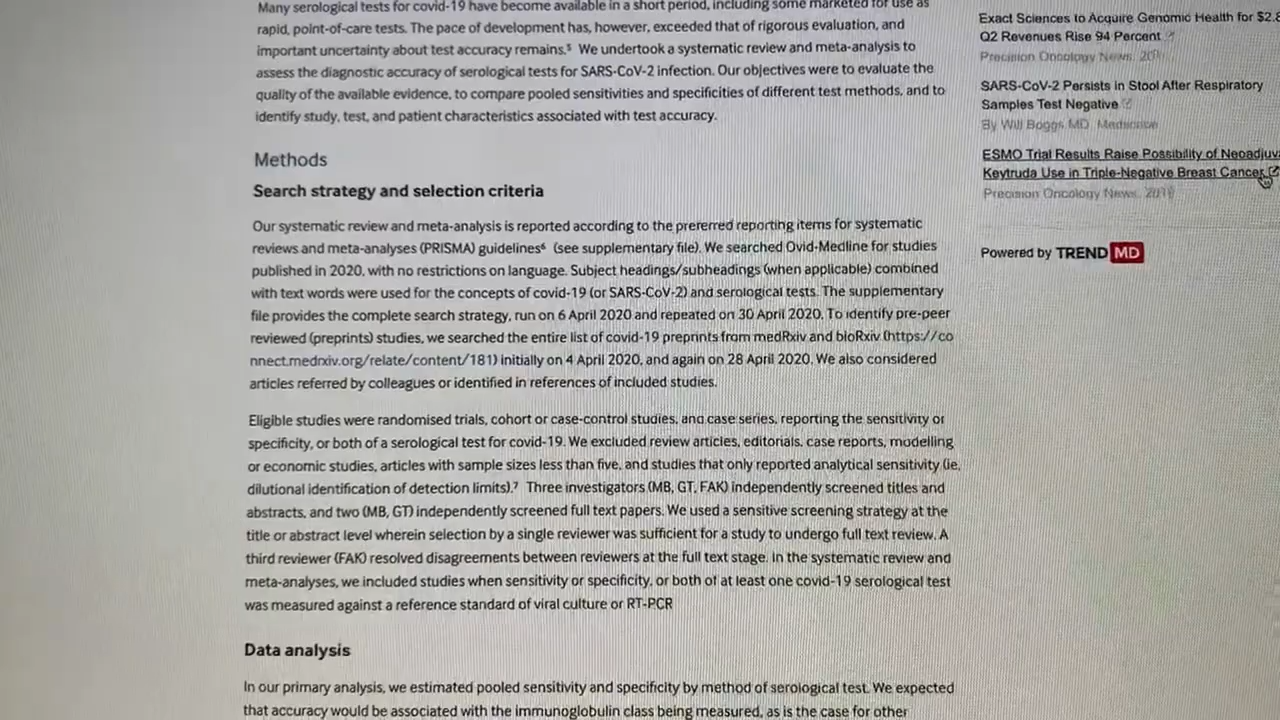 Many serological tests for covid-19 have become available in a short period, including some marketed for use as
rapid, point-of-care tests. The pace of development has, however, exceeded that of rigorous evaluation, and
important uncertainty about test accuracy remains.⁵ We undertook a systematic review and meta-analysis to
assess the diagnostic accuracy of serological tests for SARS-CoV-2 infection. Our objectives were to evaluate the
quality of the available evidence, to compare pooled sensitivities and specificities of different test methods, and to
identify study, test, and patient characteristics associated with test accuracy.
Methods
Search strategy and selection criteria
Our systematic review and meta-analysis is reported according to the preferred reporting items for systematic
reviews and meta-analyses (PRISMA) guidelines⁶ (see supplementary file). We searched Ovid-Medline for studies
published in 2020, with no restrictions on language. Subject headings/subheadings (when applicable) combined
with text words were used for the concepts of covid-19 (or SARS-CoV-2) and serological tests. The supplementary
file provides the complete search strategy, run on 6 April 2020 and repeated on 30 April 2020. To identify pre-peer
reviewed (preprints) studies, we searched the entire list of covid-19 preprints from medRxiv and bioRxiv (https://co
nnect.medrxiv.org/relate/content/181) initially on 4 April 2020, and again on 28 April 2020. We also considered
articles referred by colleagues or identified in references of included studies.
Eligible studies were randomised trials, cohort or case-control studies, and case series, reporting the sensitivity or
specificity, or both of a serological test for covid-19. We excluded review articles, editorials, case reports, modelling
or economic studies, articles with sample sizes less than five, and studies that only reported analytical sensitivity (ie,
dilutional identification of detection limits).⁷ Three investigators (MB, GT, FAK) independently screened titles and
abstracts, and two (MB, GT) independently screened full text papers. We used a sensitive screening strategy at the
title or abstract level wherein selection by a single reviewer was sufficient for a study to undergo full text review. A
third reviewer (FAK) resolved disagreements between reviewers at the full text stage. In the systematic review and
meta-analyses, we included studies when sensitivity or specificity, or both of at least one covid-19 serological test
was measured against a reference standard of viral culture or RT-PCR
Data analysis
In our primary analysis, we estimated pooled sensitivity and specificity by method of serological test. We expected
that accuracy would be associated with the immunoglobulin class being measured, as is the case for other
Exact Sciences to Acquire Genomic Health for $2.8
Q2 Revenues Rise 94 Percent
Precision Oncology News,
SARS-CoV-2 Persists in Stool After Respiratory
Samples Test Negative
By Will Boggs MD, Medscape
ESMO Trial Results Raise Possibility of Neoadjuv
Keytruda Use in Triple-Negative Breast Cancer
Precision Oncology News, 2019
Powered by TREND MD